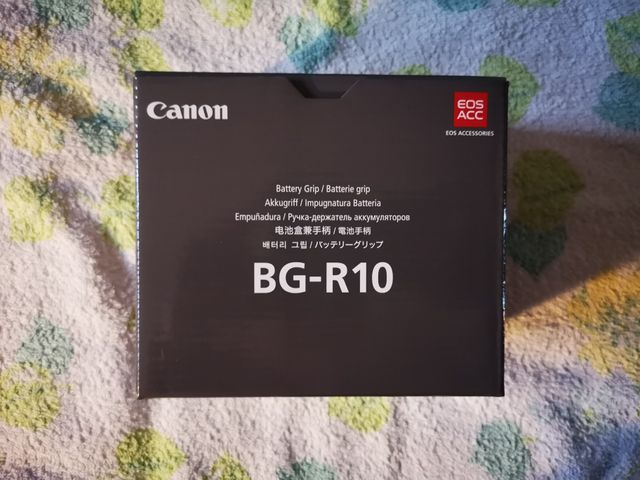 Canon
EOS
ACC
EOS ACCESSORIES
Battery Grip / Batterie grip
Akkugriff / Impugnatura Batteria
Empuñadura / Ручка-держатель аккумуляторов
电池盒兼手柄 / 電池手柄
배터리 그립 / バッテリーグリップ
BG-R10